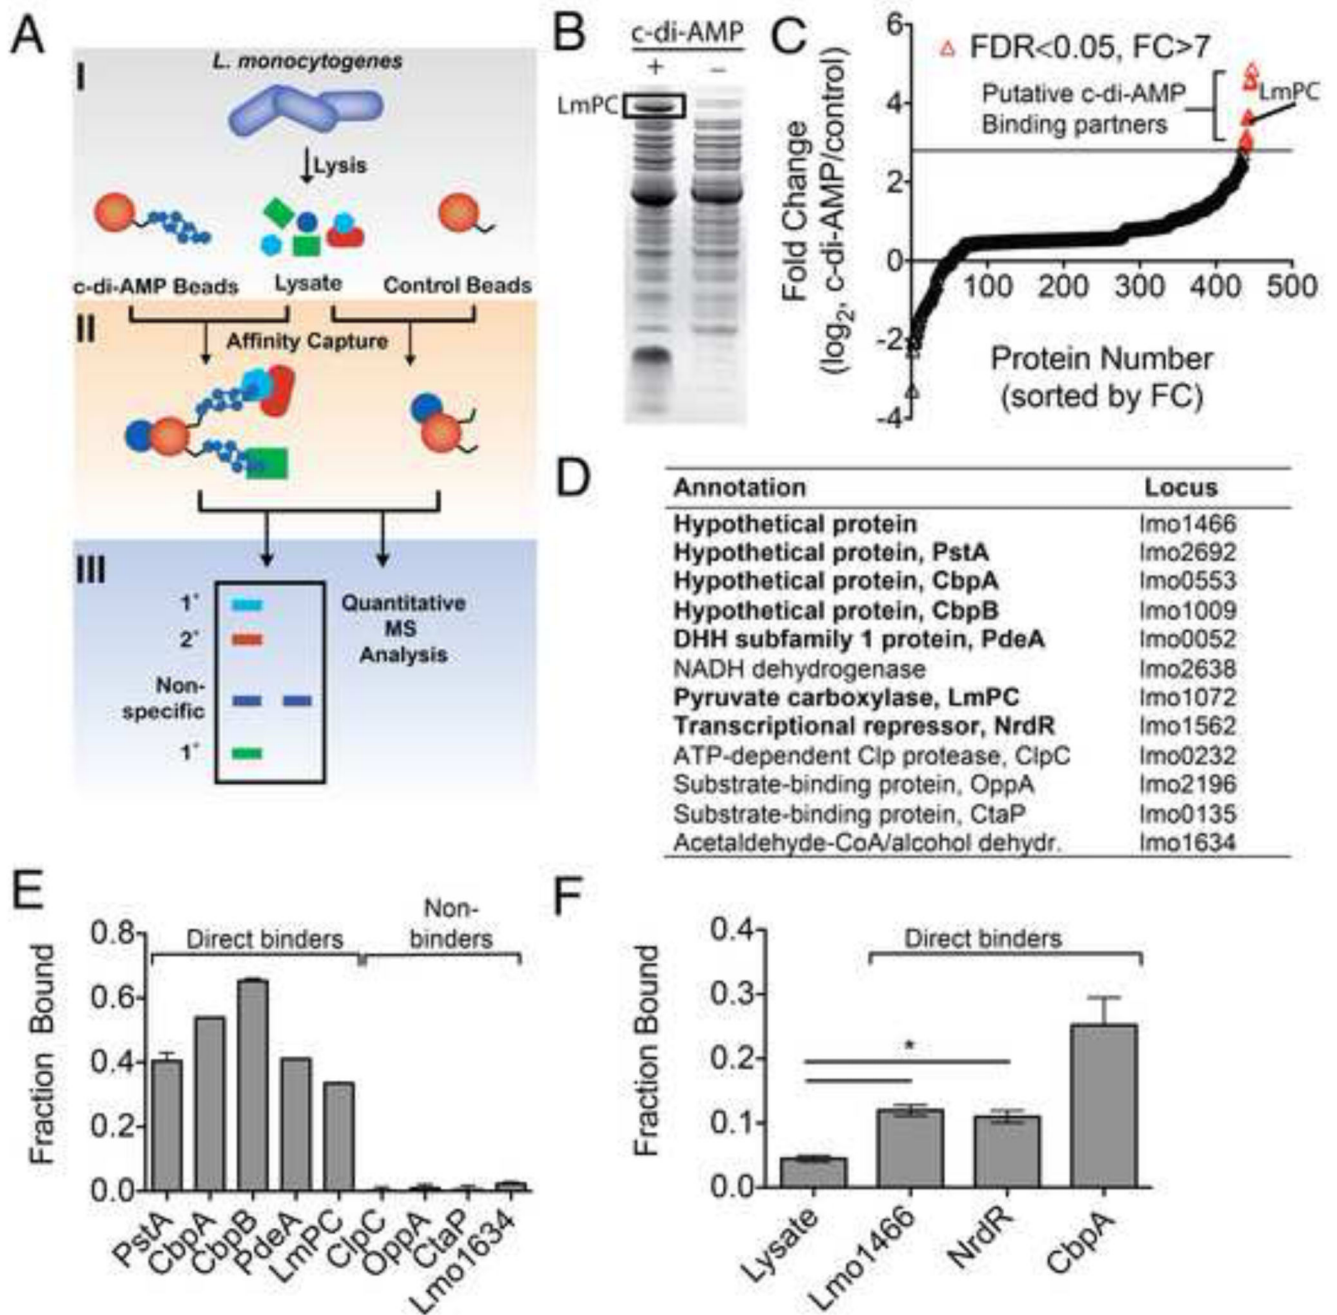 A
I
L. monocytogenes
Lysis
c-di-AMP Beads
Lysate
Control Beads
II
Affinity Capture
III
1°
2°
Non-
specific
1°
Quantitative
MS
Analysis
B
c-di-AMP
+ –
LmPC
C
Fold Change
(log2, c-di-AMP/control)
6
4
2
0
-2
-4
FDR<0.05, FC>7
Putative c-di-AMP
Binding partners
LmPC
100 200 300 400 500
Protein Number
(sorted by FC)
D
Annotation Locus
Hypothetical protein lmo1466
Hypothetical protein, PstA lmo2692
Hypothetical protein, CbpA lmo0553
Hypothetical protein, CbpB lmo1009
DHH subfamily 1 protein, PdeA lmo0052
NADH dehydrogenase lmo2638
Pyruvate carboxylase, LmPC lmo1072
Transcriptional repressor, NrdR lmo1562
ATP-dependent Clp protease, ClpC lmo0232
Substrate-binding protein, OppA lmo2196
Substrate-binding protein, CtaP lmo0135
Acetaldehyde-CoA/alcohol dehydr. lmo1634
E
Fraction Bound
0.8
0.6
0.4
0.2
0.0
Direct binders
Non-
binders
PstA
CbpA
CbpB
PdeA
LmPC
ClpC
OppA
CtaP
Lmo1634
F
Fraction Bound
0.4
0.3
0.2
0.1
0.0
Direct binders
*
Lysate
Lmo1466
NrdR
CbpA